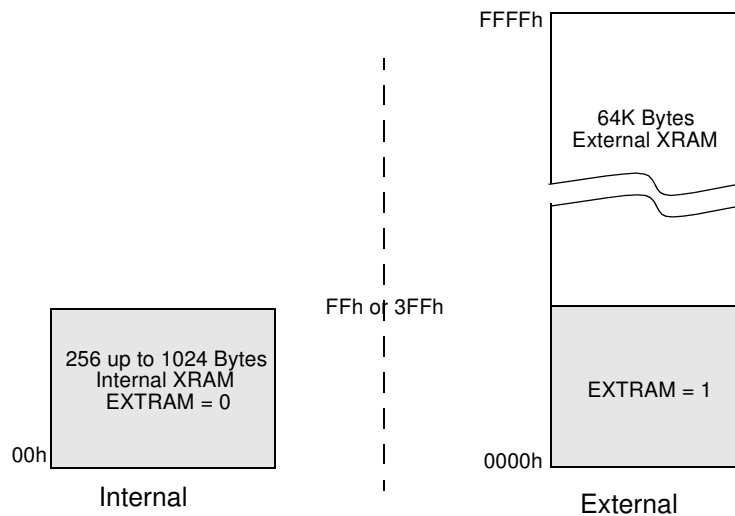 FFFFh
64K Bytes
External XRAM
FFh or 3FFh
256 up to 1024 Bytes
Internal XRAM
EXTRAM = 0
EXTRAM = 1
00h
0000h
Internal
External